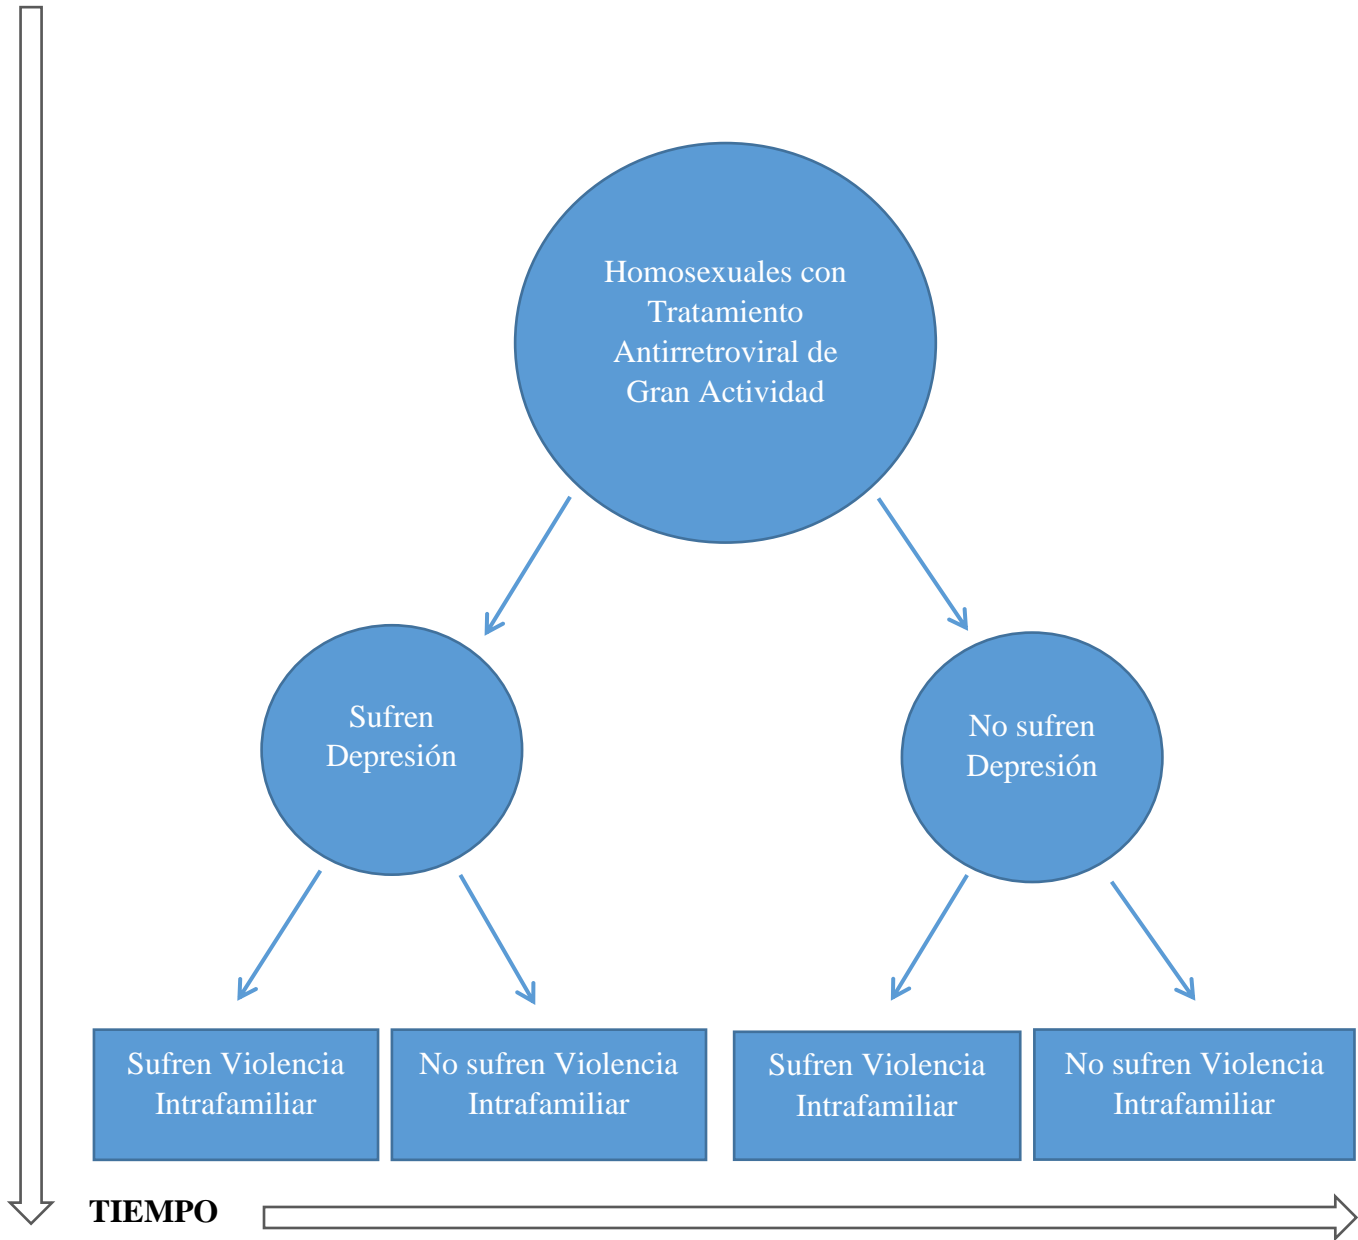 Homosexuales con
Tratamiento
Antirretroviral de
Gran Actividad
Sufren
Depresión
No sufren
Depresión
Sufren Violencia
Intrafamiliar
No sufren Violencia
Intrafamiliar
Sufren Violencia
Intrafamiliar
No sufren Violencia
Intrafamiliar
TIEMPO